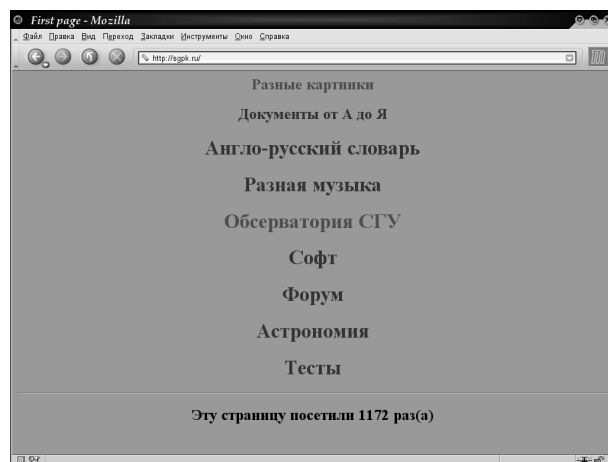 First page - Mozilla
Файл Правка Вид Переход Закладки Инструменты Окно Справка
http://sgpk.ru/
Разные картинки
Документы от А до Я
Англо-русский словарь
Разная музыка
Обсерватория СГУ
Софт
Форум
Астрономия
Тесты
Эту страницу посетили 1172 раз(а)